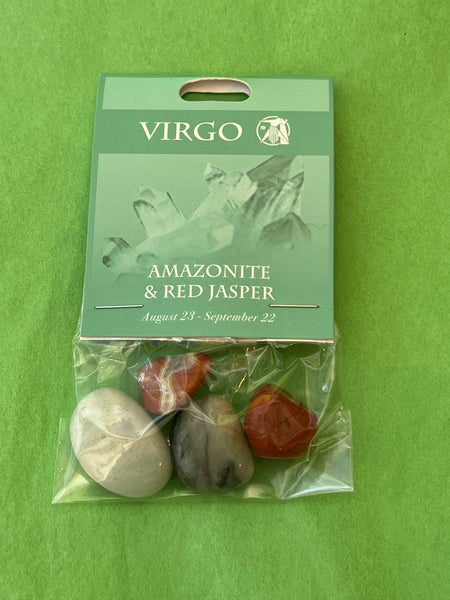 VIRGO
AMAZONITE
& RED JASPER
August 23 - September 22